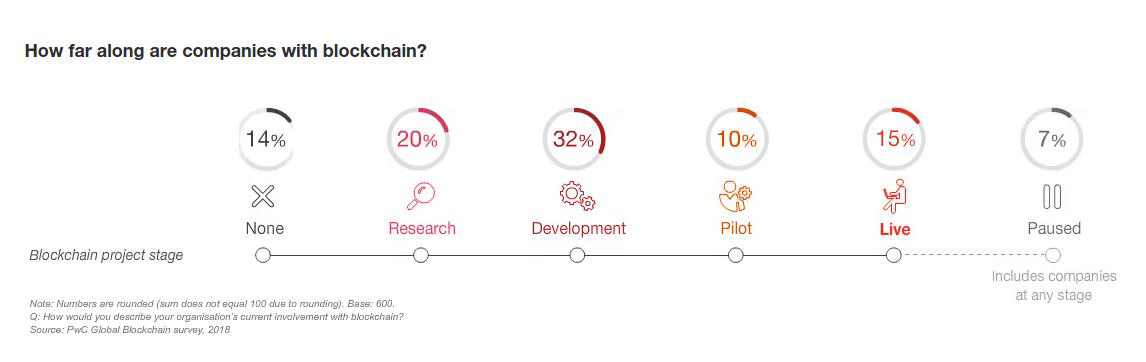 How far along are companies with blockchain?
14% 20% 32% 10% 15% 7%
None Research Development Pilot Live Paused
Blockchain project stage
Includes companies
at any stage
Note: Numbers are rounded (sum does not equal 100 due to rounding). Base: 600.
Q: How would you describe your organisation's current involvement with blockchain?
Source: PwC Global Blockchain survey, 2018